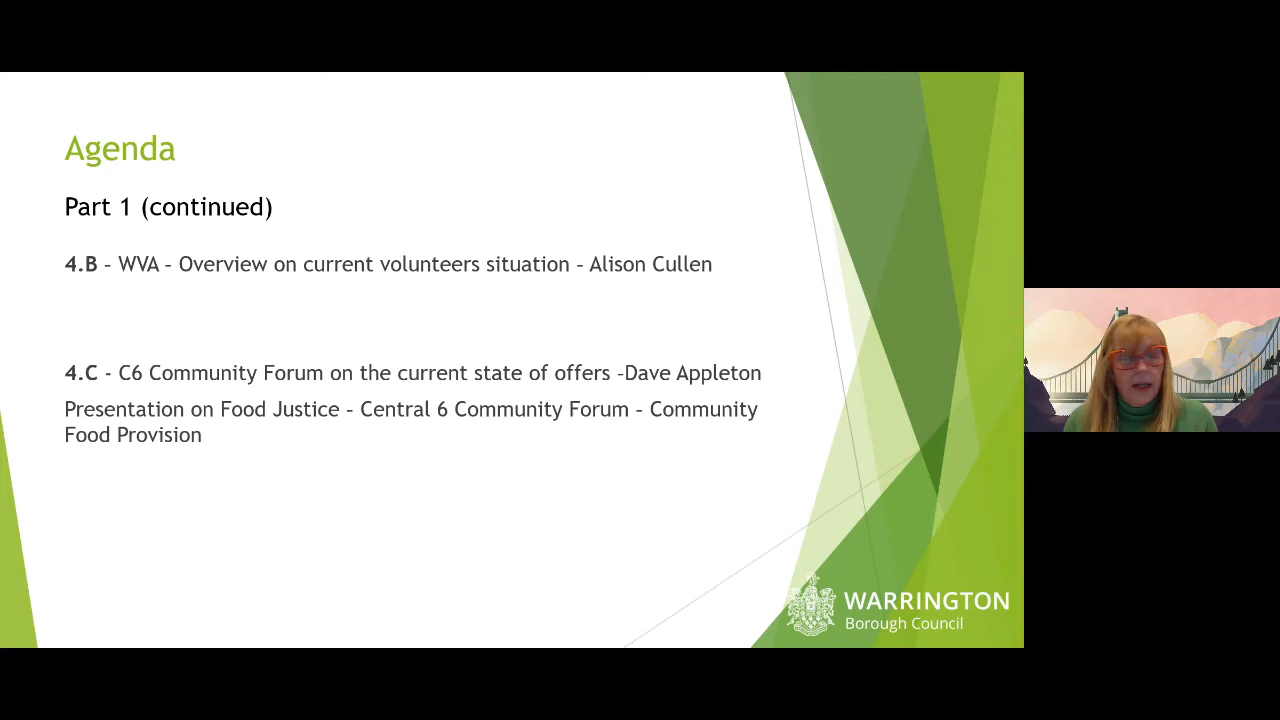 Agenda
Part 1 (continued)
4.B – WVA – Overview on current volunteers situation – Alison Cullen
4.C - C6 Community Forum on the current state of offers –Dave Appleton
Presentation on Food Justice – Central 6 Community Forum – Community
Food Provision
WARRINGTON
Borough Council